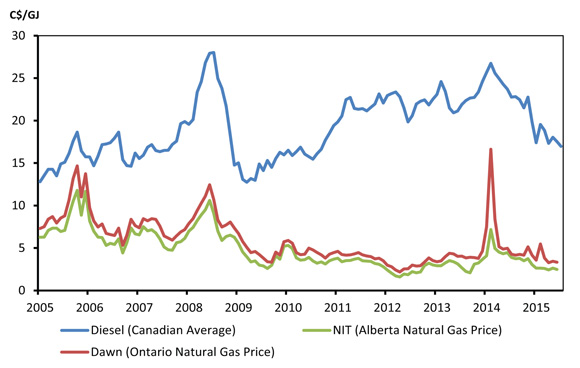 C$/GJ
30
25
20
15
10
5
0
2005 2006 2007 2008 2009 2010 2011 2012 2013 2014 2015
Diesel (Canadian Average) NIT (Alberta Natural Gas Price)
Dawn (Ontario Natural Gas Price)